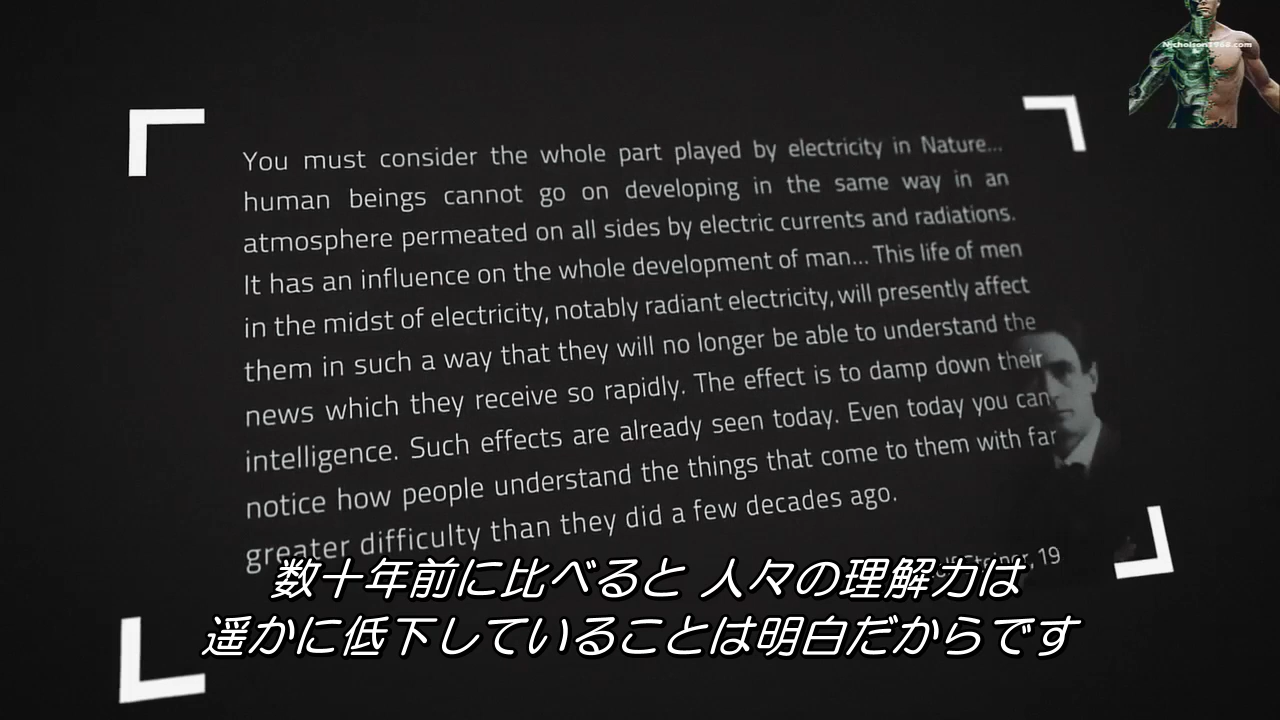 Nicholson1968.com
You must consider the whole part played by electricity in Nature...
human beings cannot go on developing in the same way in an
atmosphere permeated on all sides by electric currents and radiations.
It has an influence on the whole development of man... This life of men
in the midst of electricity, notably radiant electricity, will presently affect
them in such a way that they will no longer be able to understand the
news which they receive so rapidly. The effect is to damp down their
intelligence. Such effects are already seen today. Even today you can
notice how people understand the things that come to them with far
greater difficulty than they did a few decades ago.
Steiner, 19
数十年前に比べると 人々の理解力は
遥かに低下していることは明白だからです